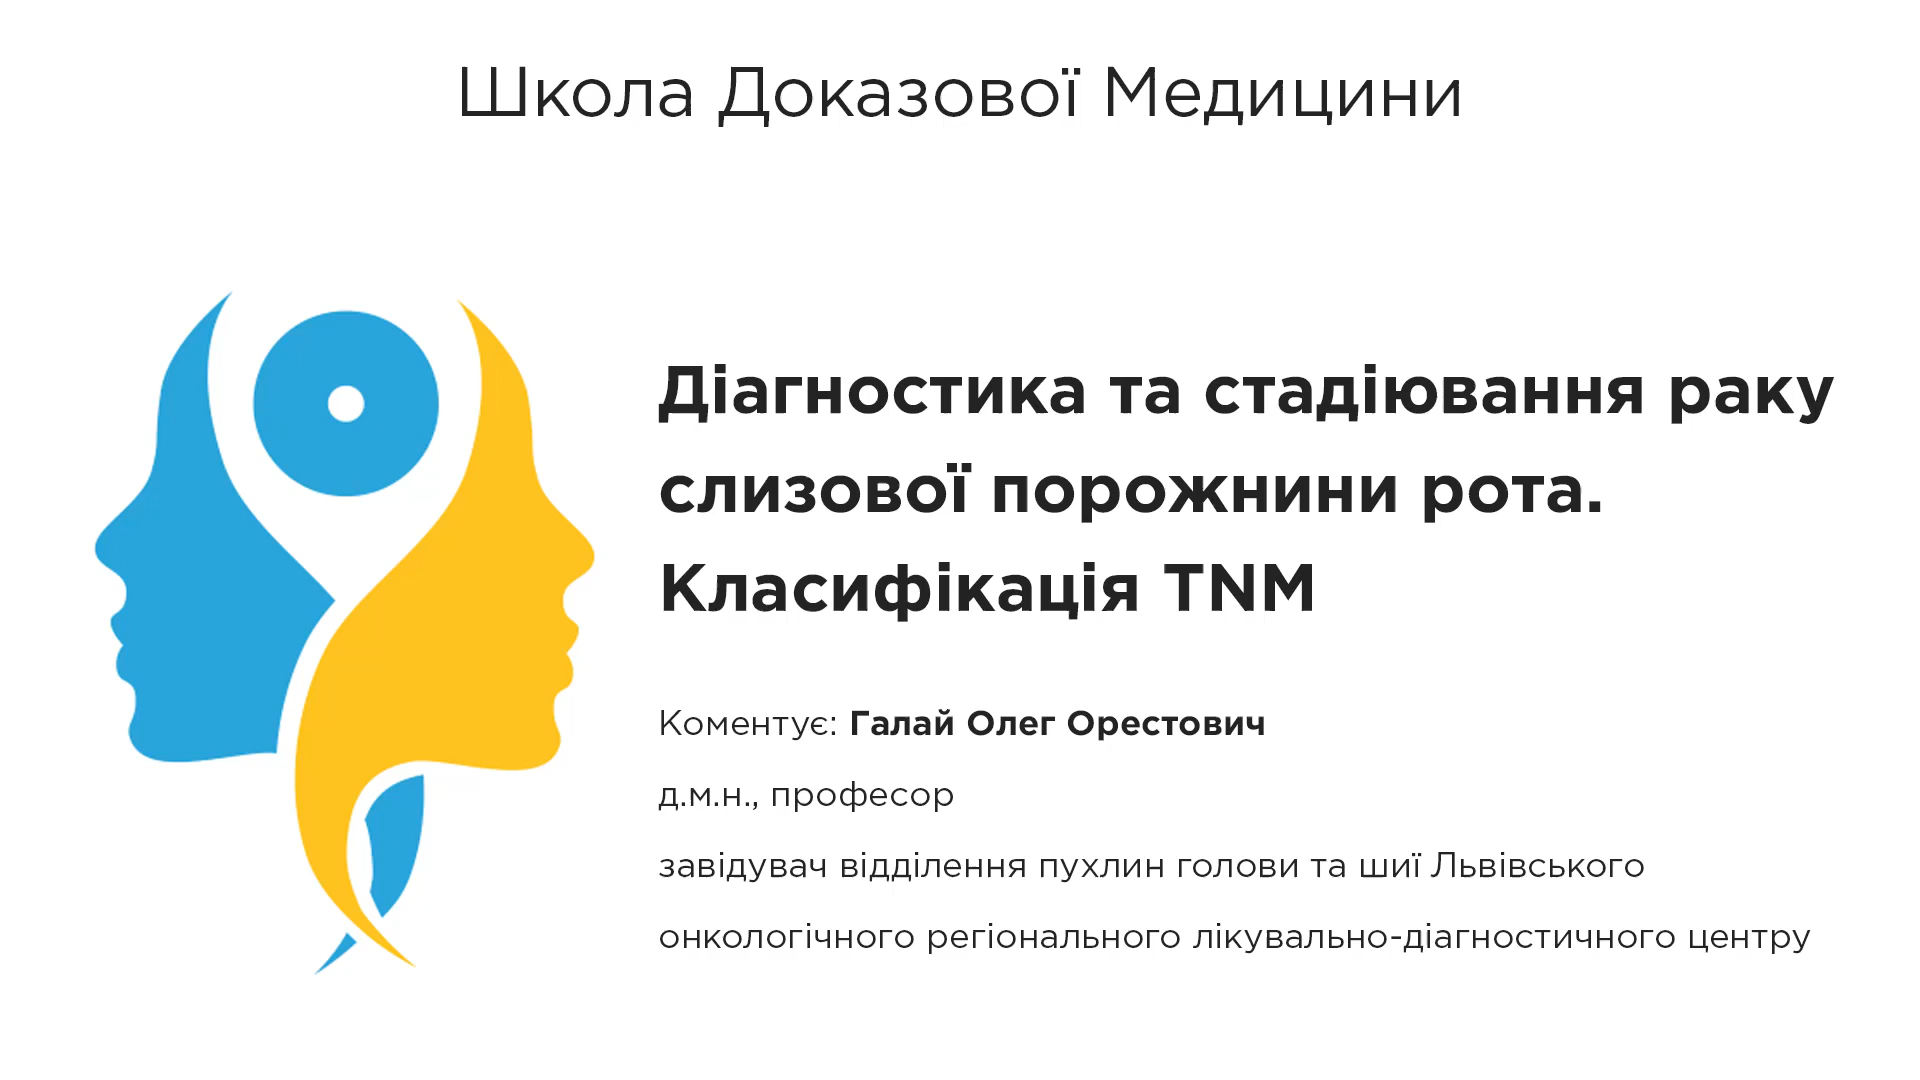 Школа Доказової Медицини
Діагностика та стадіювання раку
слизової порожнини рота.
Класифікація TNM
Коментує: Галай Олег Орестович
д.м.н., професор
завідувач відділення пухлин голови та шиї Львівського
онкологічного регіонального лікувально-діагностичного центру